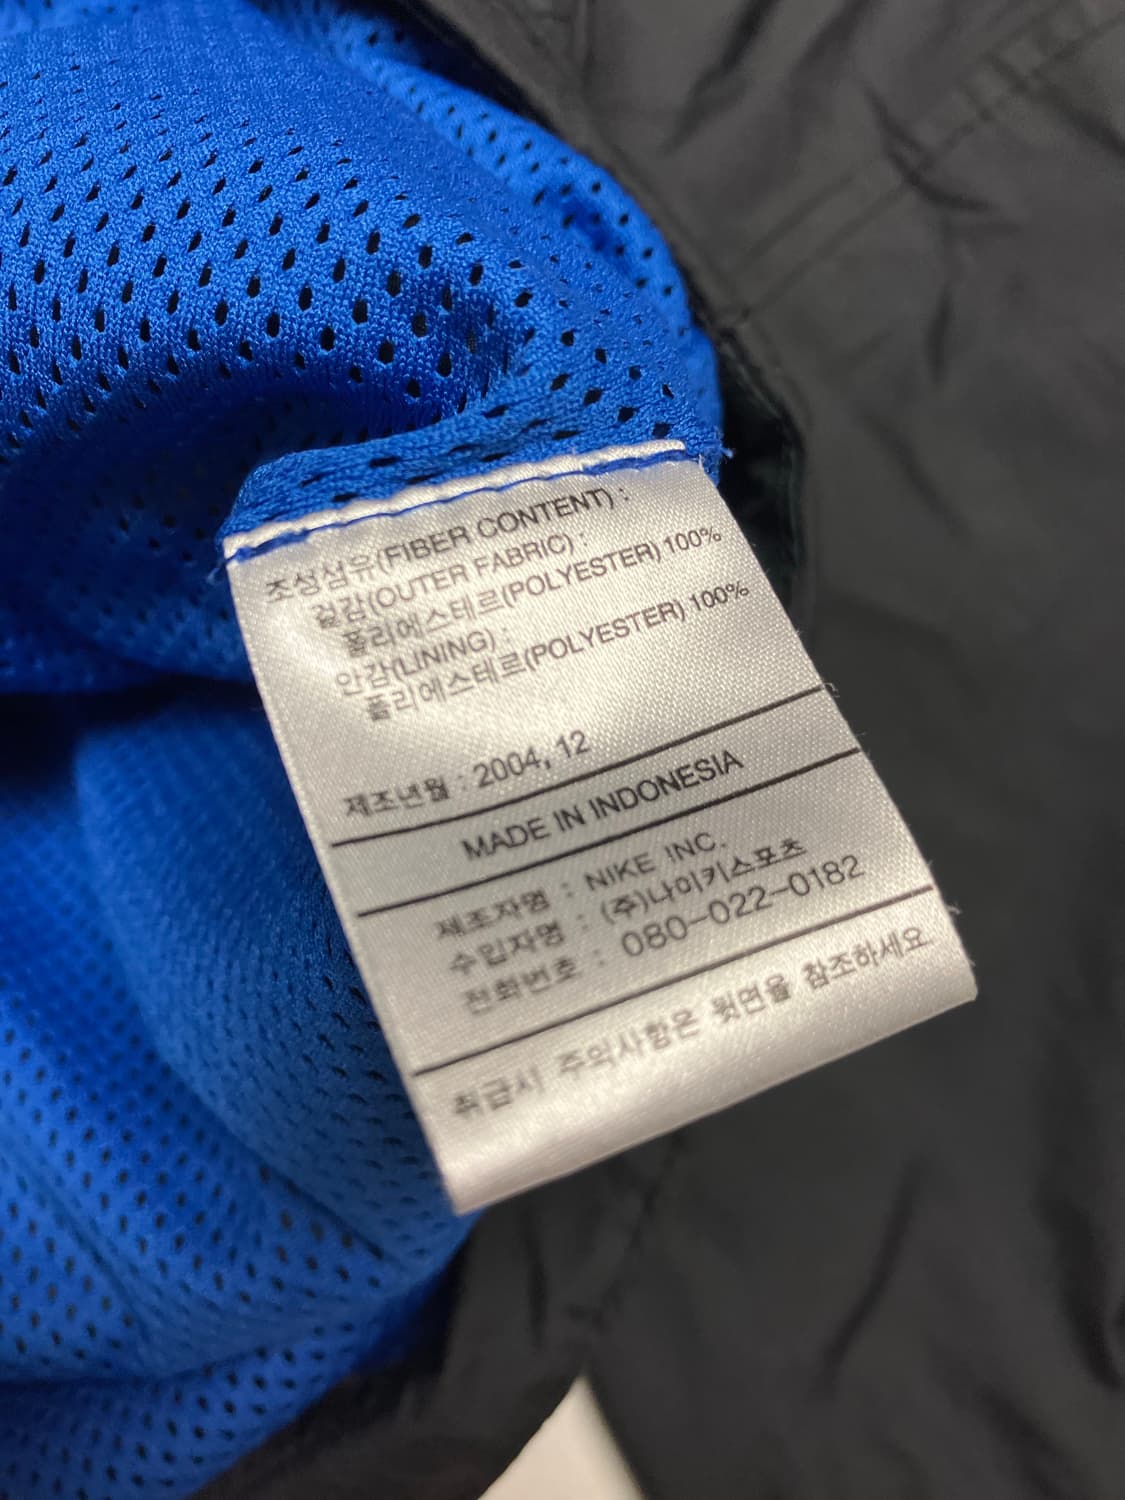 조성섬유(FIBER CONTENT) :
겉감(OUTER FABRIC) :
폴리에스테르(POLYESTER) 100%
안감(LINING) :
폴리에스테르(POLYESTER) 100%
제조년월 : 2004, 12
MADE IN INDONESIA
제조자명 : NIKE INC.
수입자명 : (주)나이키스포츠
전화번호 : 080-022-0182
취급시 주의사항은 뒷면을 참조하세요.